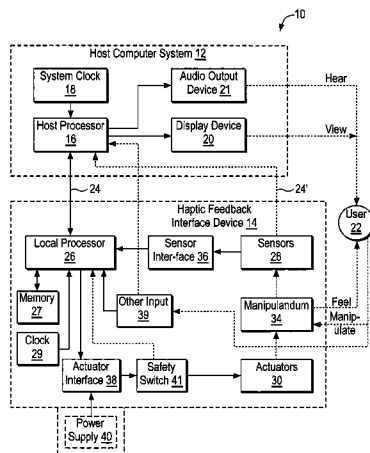 10
Host Computer System 12
System Clock
18
Audio Output
Device 21
Hear
Host Processor
16
Display Device
20
View
24
24'
Haptic Feedback
Interface Device 14
User
22
Local Processor
26
Sensor
Inter-face 36
Sensors
28
Memory
27
Other Input
39
Manipulandum
34
Feel
Manip-
ulate
Clock
29
Actuator
Interface 38
Safety
Switch 41
Actuators
30
Power
Supply 40